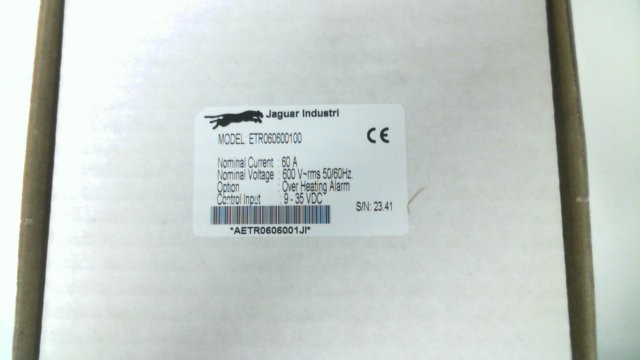 Jaguar Industri
MODEL: ETR060600100
CE
Nominal Current : 60 A
Nominal Voltage : 600 V~rms 50/60Hz.
Option : Over Heating Alarm
Control Input : 9 - 35 VDC
S/N: 23.41
*AETR0606001JI*